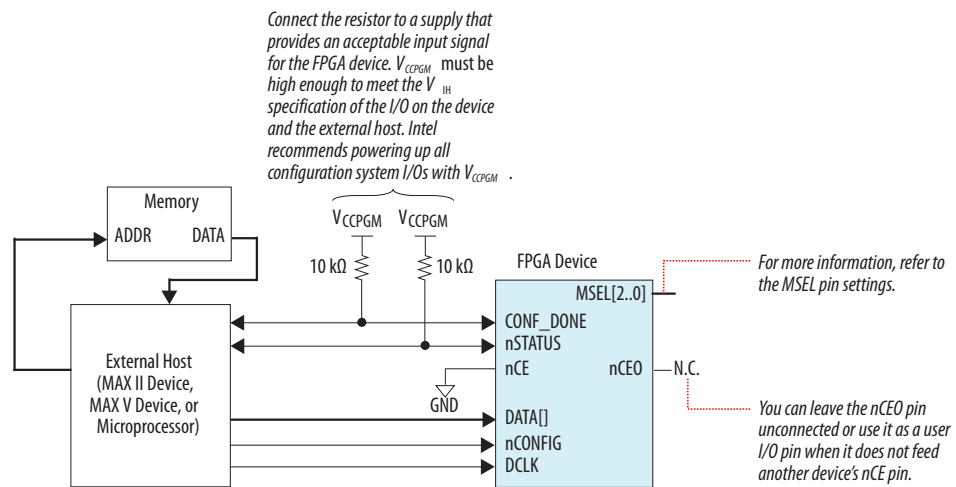 Connect the resistor to a supply that
provides an acceptable input signal
for the FPGA device. VCCPGM must be
high enough to meet the V IH
specification of the I/O on the device
and the external host. Intel
recommends powering up all
configuration system I/Os with VCCPGM .
Memory
ADDR DATA
VCCPGM VCCPGM
10 kΩ 10 kΩ
FPGA Device
MSEL[2..0]
For more information, refer to
the MSEL pin settings.
CONF_DONE
nSTATUS
nCE nCEO N.C.
GND
External Host
(MAX II Device,
MAX V Device, or
Microprocessor)
DATA[]
nCONFIG
DCLK
You can leave the nCEO pin
unconnected or use it as a user
I/O pin when it does not feed
another device's nCE pin.